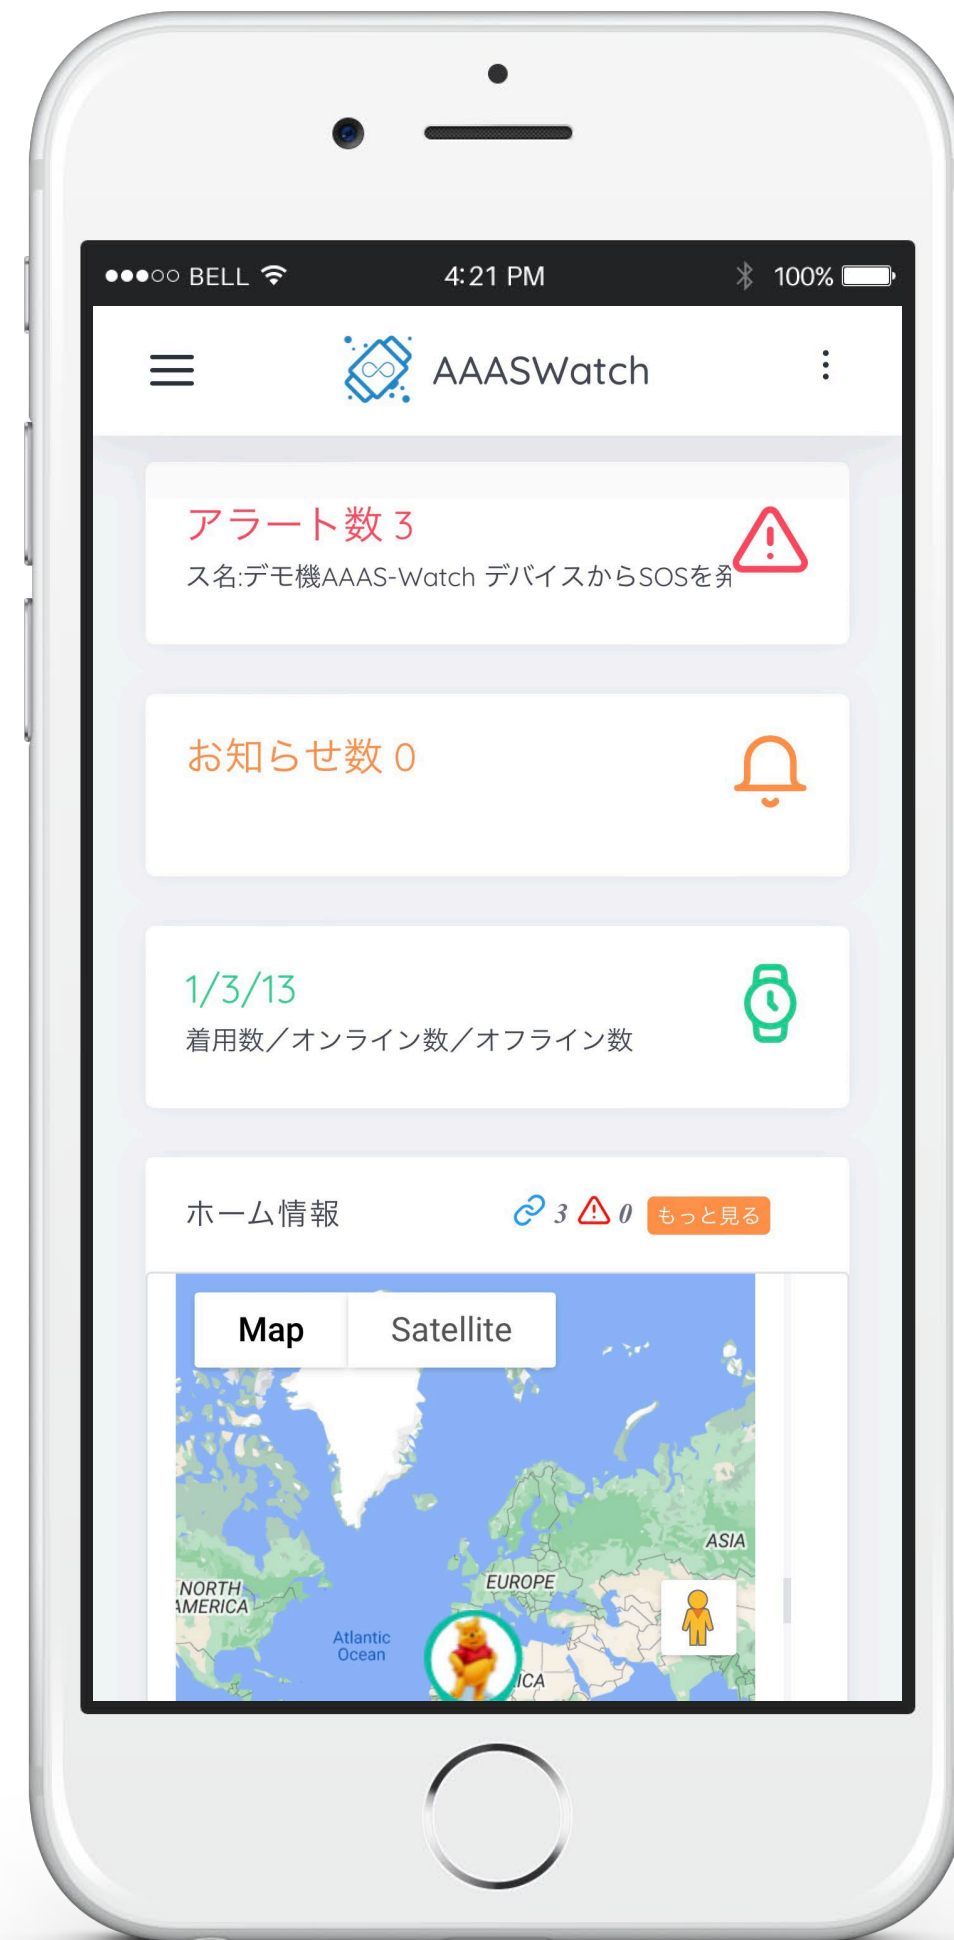 BELL 4:21 PM 100%
AAASWatch
アラート数 3
ス名:デモ機AAAS-Watch デバイスからSOSを
お知らせ数 0
1/3/13
着用数／オンライン数／オフライン数
ホーム情報 3 0 もっと見る
Map Satellite
ASIA
EUROPE
NORTH
AMERICA
Atlantic
Ocean
ICA